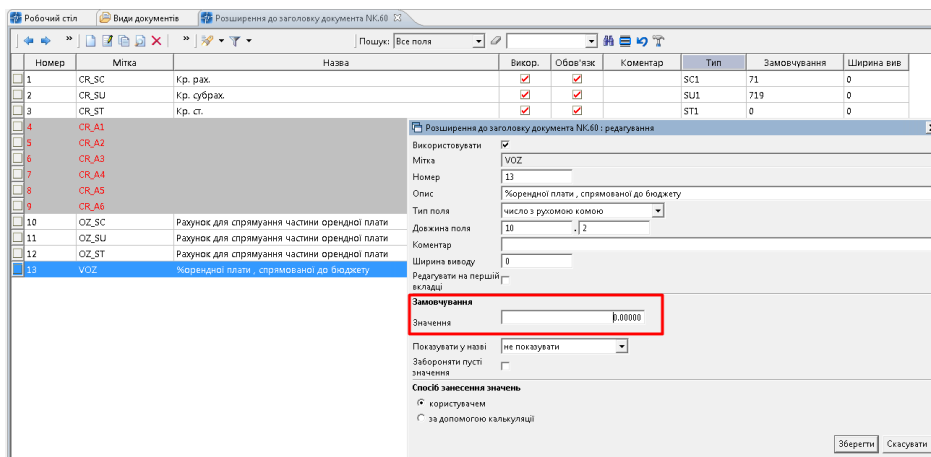 Робочий стіл Види документів Розширення до заголовку документа NK.60
Пошук: Все поля
Номер Мітка Назва Викор. Обов'язк Коментар Тип Замовчування Ширина вив
1 CR_SC Кр. рах. SC1 71 0
2 CR_SU Кр. субрах. SU1 719 0
3 CR_ST Кр. ст. ST1 0 0
4 CR_A1
5 CR_A2
6 CR_A3
7 CR_A4
8 CR_A5
9 CR_A6
10 OZ_SC Рахунок для спрямуання частини орендної плати
11 OZ_SU Рахунок для спрямуання частини орендної плати
12 OZ_ST Рахунок для спрямуання частини орендної плати
13 VOZ %орендної плати , спрямованої до бюджету
Розширення до заголовку документа NK.60 : редагування
Використовувати
Мітка VOZ
Номер 13
Опис %орендної плати , спрямованої до бюджету
Тип поля число з рухомою комою
Довжина поля 10 . 2
Коментар
Ширина виводу 0
Редагувати на першій
вкладці
Замовчування
Значення 0.00000
Показувати у назві не показувати
Забороняти пусті
значення
Спосіб занесення значень
користувачем
за допомогою калькуляції
Зберегти Скасувати